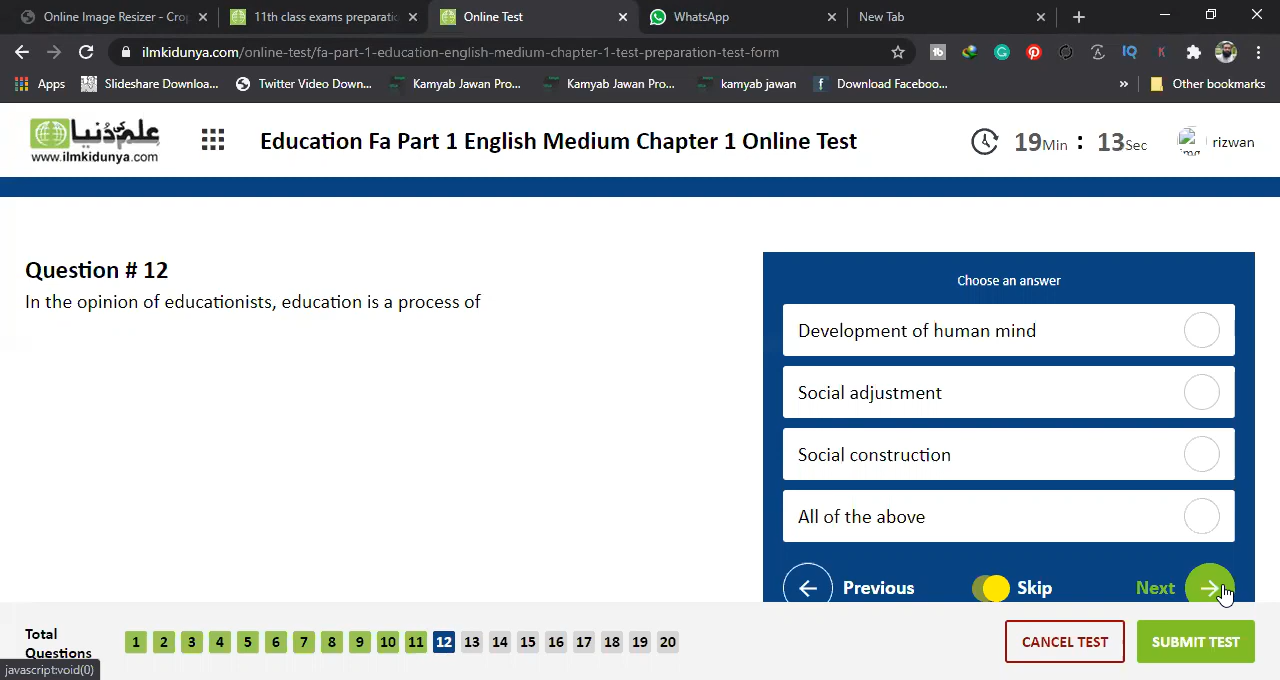 Online Image Resizer - Crop
11th class exams preparatio
Online Test
WhatsApp
New Tab
ilmkidunya.com/online-test/fa-part-1-education-english-medium-chapter-1-test-preparation-test-form
Apps
Slideshare Downloa...
Twitter Video Down...
Kamyab Jawan Pro...
Kamyab Jawan Pro...
kamyab jawan
Download Faceboo...
»
Other bookmarks
علم کی دنیا
www.ilmkidunya.com
Education Fa Part 1 English Medium Chapter 1 Online Test
19Min : 13Sec
rizwan
Question # 12
In the opinion of educationists, education is a process of
Choose an answer
Development of human mind
Social adjustment
Social construction
All of the above
Previous
Skip
Next
Total
Questions
1 2 3 4 5 6 7 8 9 10 11 12 13 14 15 16 17 18 19 20
CANCEL TEST
SUBMIT TEST
javascript:void(0)